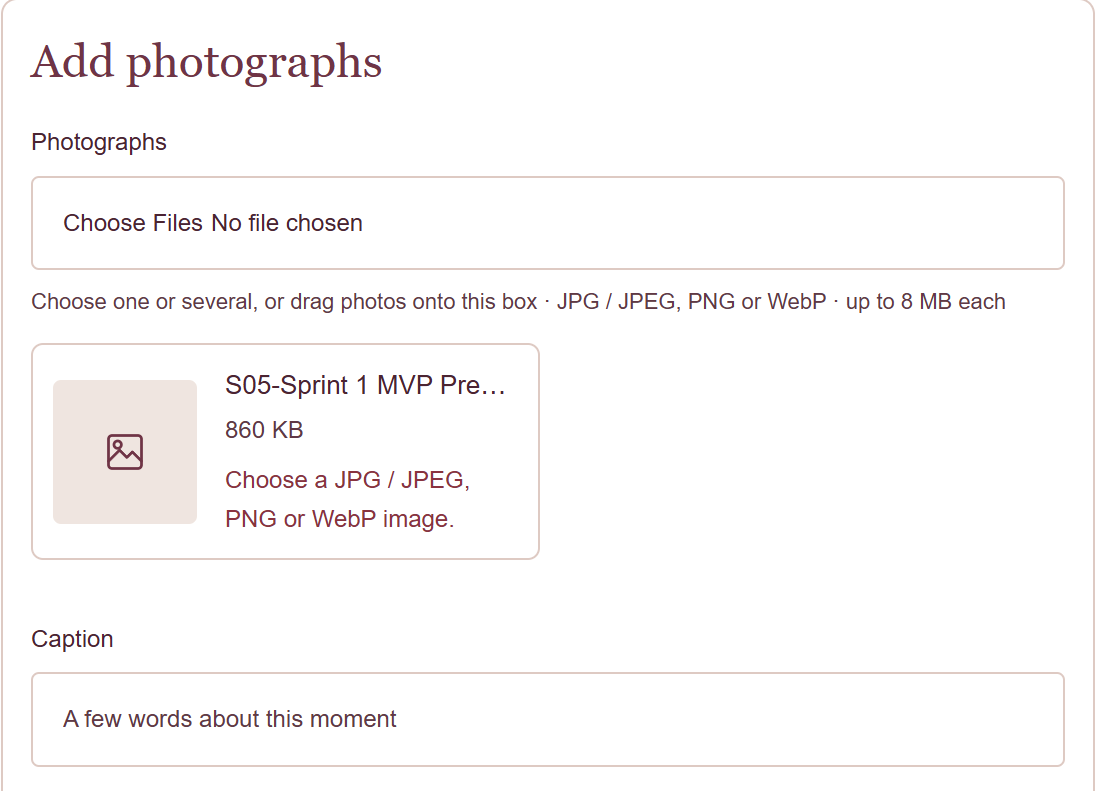 Add photographs
Photographs
Choose Files No file chosen
Choose one or several, or drag photos onto this box · JPG / JPEG, PNG or WebP · up to 8 MB each
S05-Sprint 1 MVP Pre…
860 KB
Choose a JPG / JPEG,
PNG or WebP image.
Caption
A few words about this moment